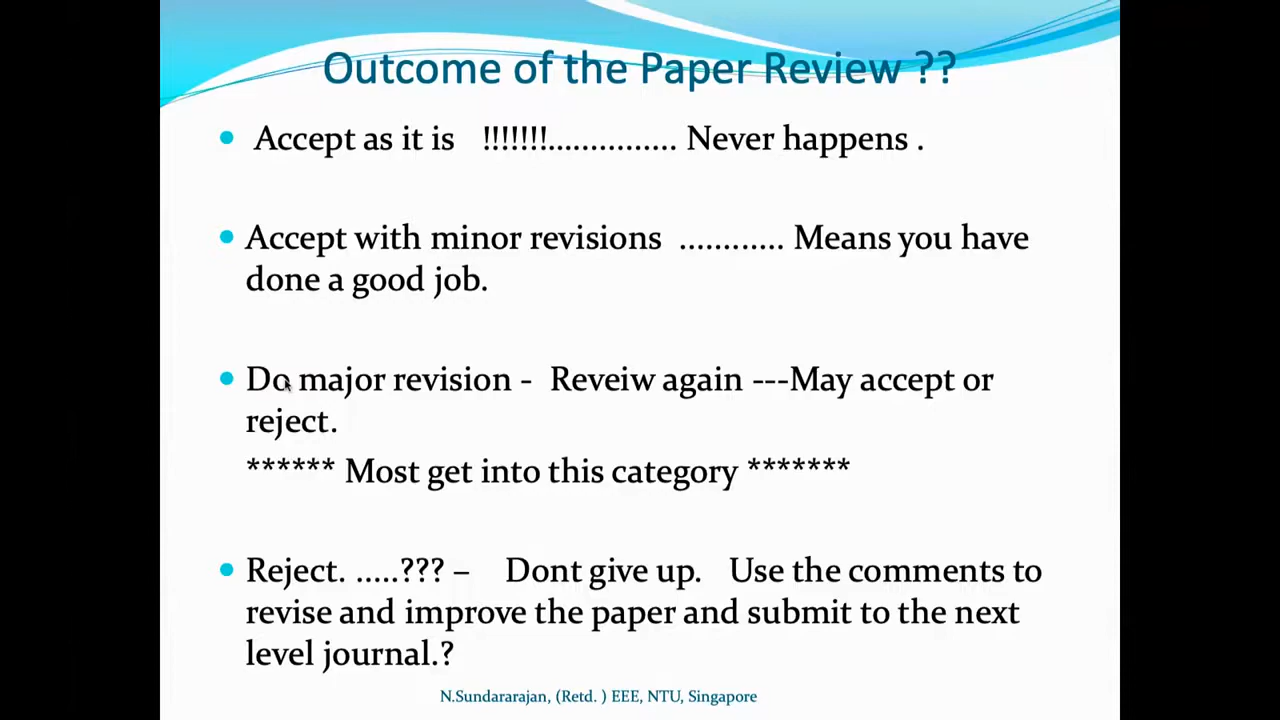 Outcome of the Paper Review ??
Accept as it is !!!!!!!............... Never happens .
Accept with minor revisions ............ Means you have
done a good job.
Do major revision - Reveiw again ---May accept or
reject.
****** Most get into this category *******
Reject. .....??? – Dont give up. Use the comments to
revise and improve the paper and submit to the next
level journal.?
N.Sundararajan, (Retd. ) EEE, NTU, Singapore